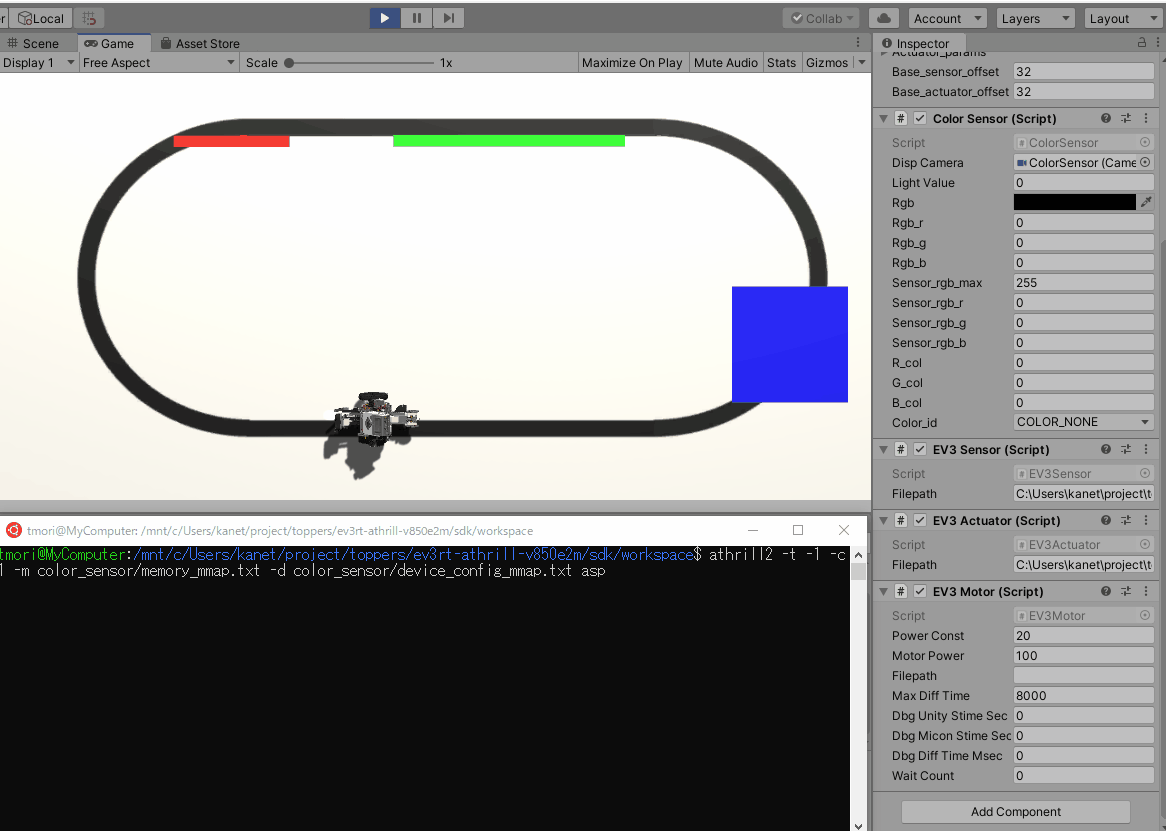 Local
Collab
Account
Layers
Layout
Scene
Game
Asset Store
Display 1
Free Aspect
Scale
1x
Maximize On Play
Mute Audio
Stats
Gizmos
Inspector
Actuator_params
Base_sensor_offset 32
Base_actuator_offset 32
# Color Sensor (Script)
Script ColorSensor
Disp Camera ColorSensor (Came
Light Value 0
Rgb
Rgb_r 0
Rgb_g 0
Rgb_b 0
Sensor_rgb_max 255
Sensor_rgb_r 0
Sensor_rgb_g 0
Sensor_rgb_b 0
R_col 0
G_col 0
B_col 0
Color_id COLOR_NONE
# EV3 Sensor (Script)
Script EV3Sensor
Filepath C:\Users\kanet\project\t
# EV3 Actuator (Script)
Script EV3Actuator
Filepath C:\Users\kanet\project\t
# EV3 Motor (Script)
Script EV3Motor
Power Const 20
Motor Power 100
Filepath
Max Diff Time 8000
Dbg Unity Stime Sec 0
Dbg Micon Stime Sec 0
Dbg Diff Time Msec 0
Wait Count 0
Add Component
tmori@MyComputer: /mnt/c/Users/kanet/project/toppers/ev3rt-athrill-v850e2m/sdk/workspace
tmori@MyComputer:/mnt/c/Users/kanet/project/toppers/ev3rt-athrill-v850e2m/sdk/workspace$ athrill2 -t -1 -c
1 -m color_sensor/memory_mmap.txt -d color_sensor/device_config_mmap.txt asp